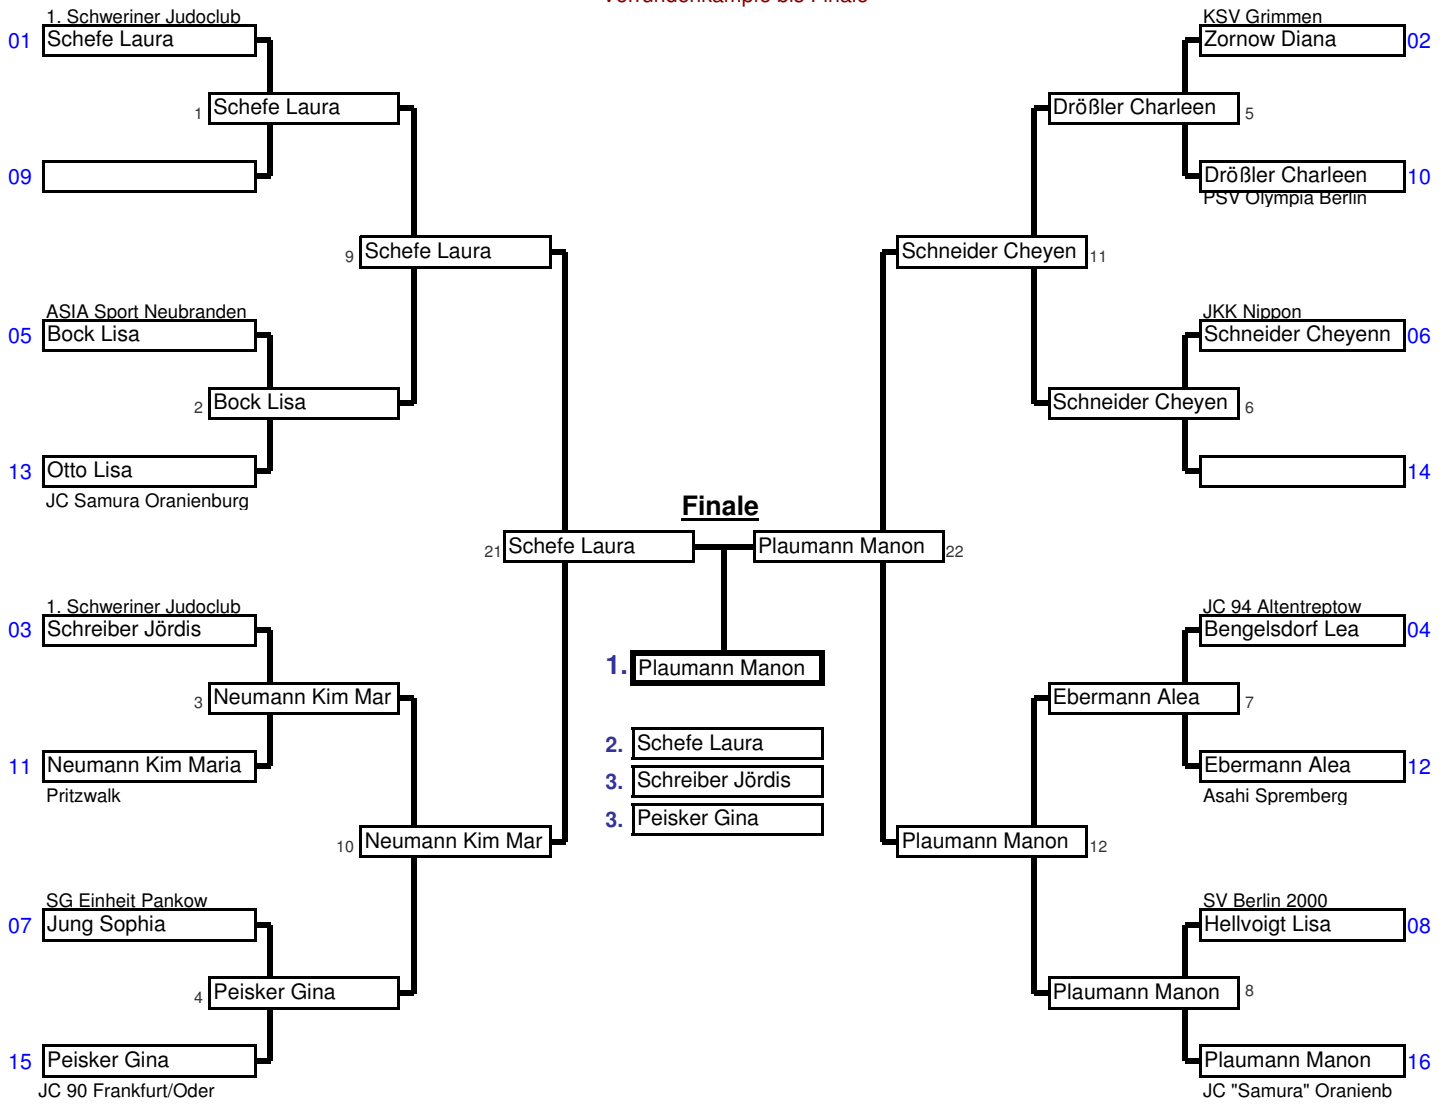 Vorrundenkämpfe bis Finale
1. Schweriner Judoclub
01 Schefe Laura
1 Schefe Laura
09
9 Schefe Laura
ASIA Sport Neubranden
05 Bock Lisa
2 Bock Lisa
13 Otto Lisa
JC Samura Oranienburg
21 Schefe Laura
1. Schweriner Judoclub
03 Schreiber Jördis
3 Neumann Kim Mar
11 Neumann Kim Maria
Pritzwalk
10 Neumann Kim Mar
SG Einheit Pankow
07 Jung Sophia
4 Peisker Gina
15 Peisker Gina
JC 90 Frankfurt/Oder
Finale
1. Plaumann Manon
2. Schefe Laura
3. Schreiber Jördis
3. Peisker Gina
KSV Grimmen
Zornow Diana 02
Drößler Charleen 5
Drößler Charleen 10
PSV Olympia Berlin
Schneider Cheyen 11
JKK Nippon
Schneider Cheyenn 06
Schneider Cheyen 6
14
Plaumann Manon 22
JC 94 Altentreptow
Bengelsdorf Lea 04
Ebermann Alea 7
Ebermann Alea 12
Asahi Spremberg
Plaumann Manon 12
SV Berlin 2000
Hellvoigt Lisa 08
Plaumann Manon 8
Plaumann Manon 16
JC "Samura" Oranienb